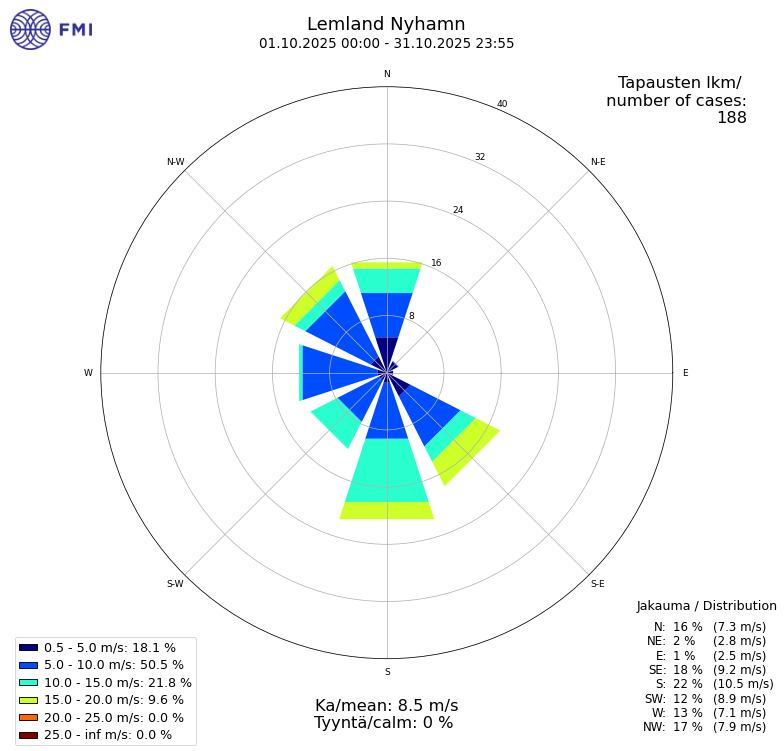 FMI
Lemland Nyhamn
01.10.2025 00:00 - 31.10.2025 23:55
Tapausten lkm/
number of cases:
188
N
N-E
E
S-E
S
S-W
W
N-W
40
32
24
16
8
0.5 - 5.0 m/s: 18.1 %
5.0 - 10.0 m/s: 50.5 %
10.0 - 15.0 m/s: 21.8 %
15.0 - 20.0 m/s: 9.6 %
20.0 - 25.0 m/s: 0.0 %
25.0 - inf m/s: 0.0 %
Ka/mean: 8.5 m/s
Tyyntä/calm: 0 %
Jakauma / Distribution
N: 16 % (7.3 m/s)
NE: 2 % (2.8 m/s)
E: 1 % (2.5 m/s)
SE: 18 % (9.2 m/s)
S: 22 % (10.5 m/s)
SW: 12 % (8.9 m/s)
W: 13 % (7.1 m/s)
NW: 17 % (7.9 m/s)